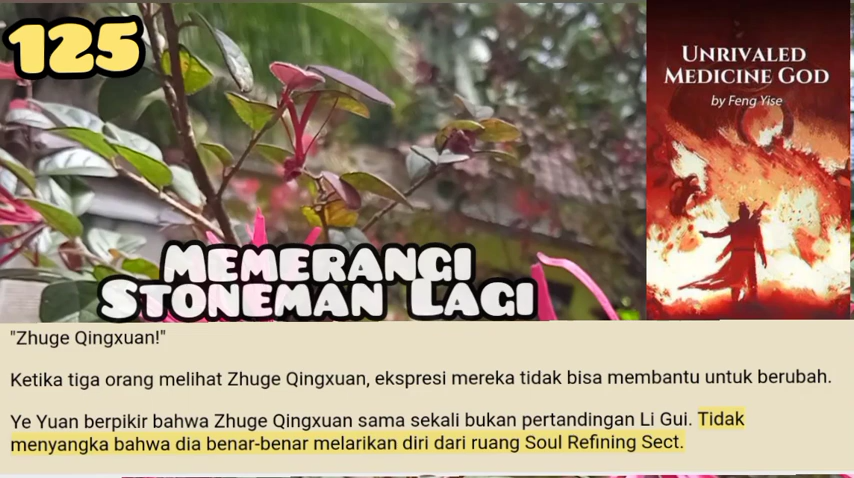 125
UNRIVALED
MEDICINE GOD
by Feng Yise
MEMERANGI
STONEMAN LAGI
"Zhuge Qingxuan!"
Ketika tiga orang melihat Zhuge Qingxuan, ekspresi mereka tidak bisa membantu untuk berubah.
Ye Yuan berpikir bahwa Zhuge Qingxuan sama sekali bukan pertandingan Li Gui. Tidak
menyangka bahwa dia benar-benar melarikan diri dari ruang Soul Refining Sect.